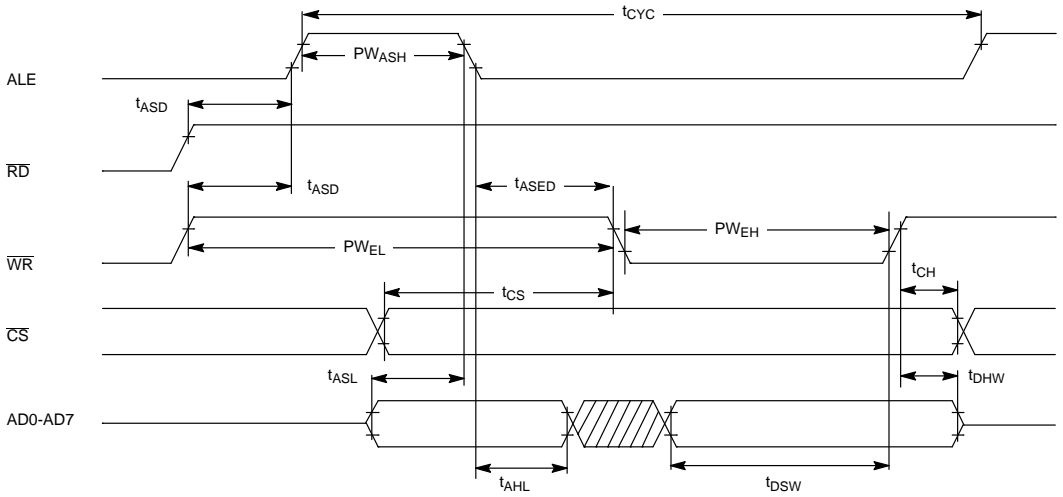 tCYC
PWASH
ALE
tASD
RD
tASD
tASED
PWEL
PWEH
WR
tCH
tCS
CS
tASL
tDHW
AD0-AD7
tAHL
tDSW